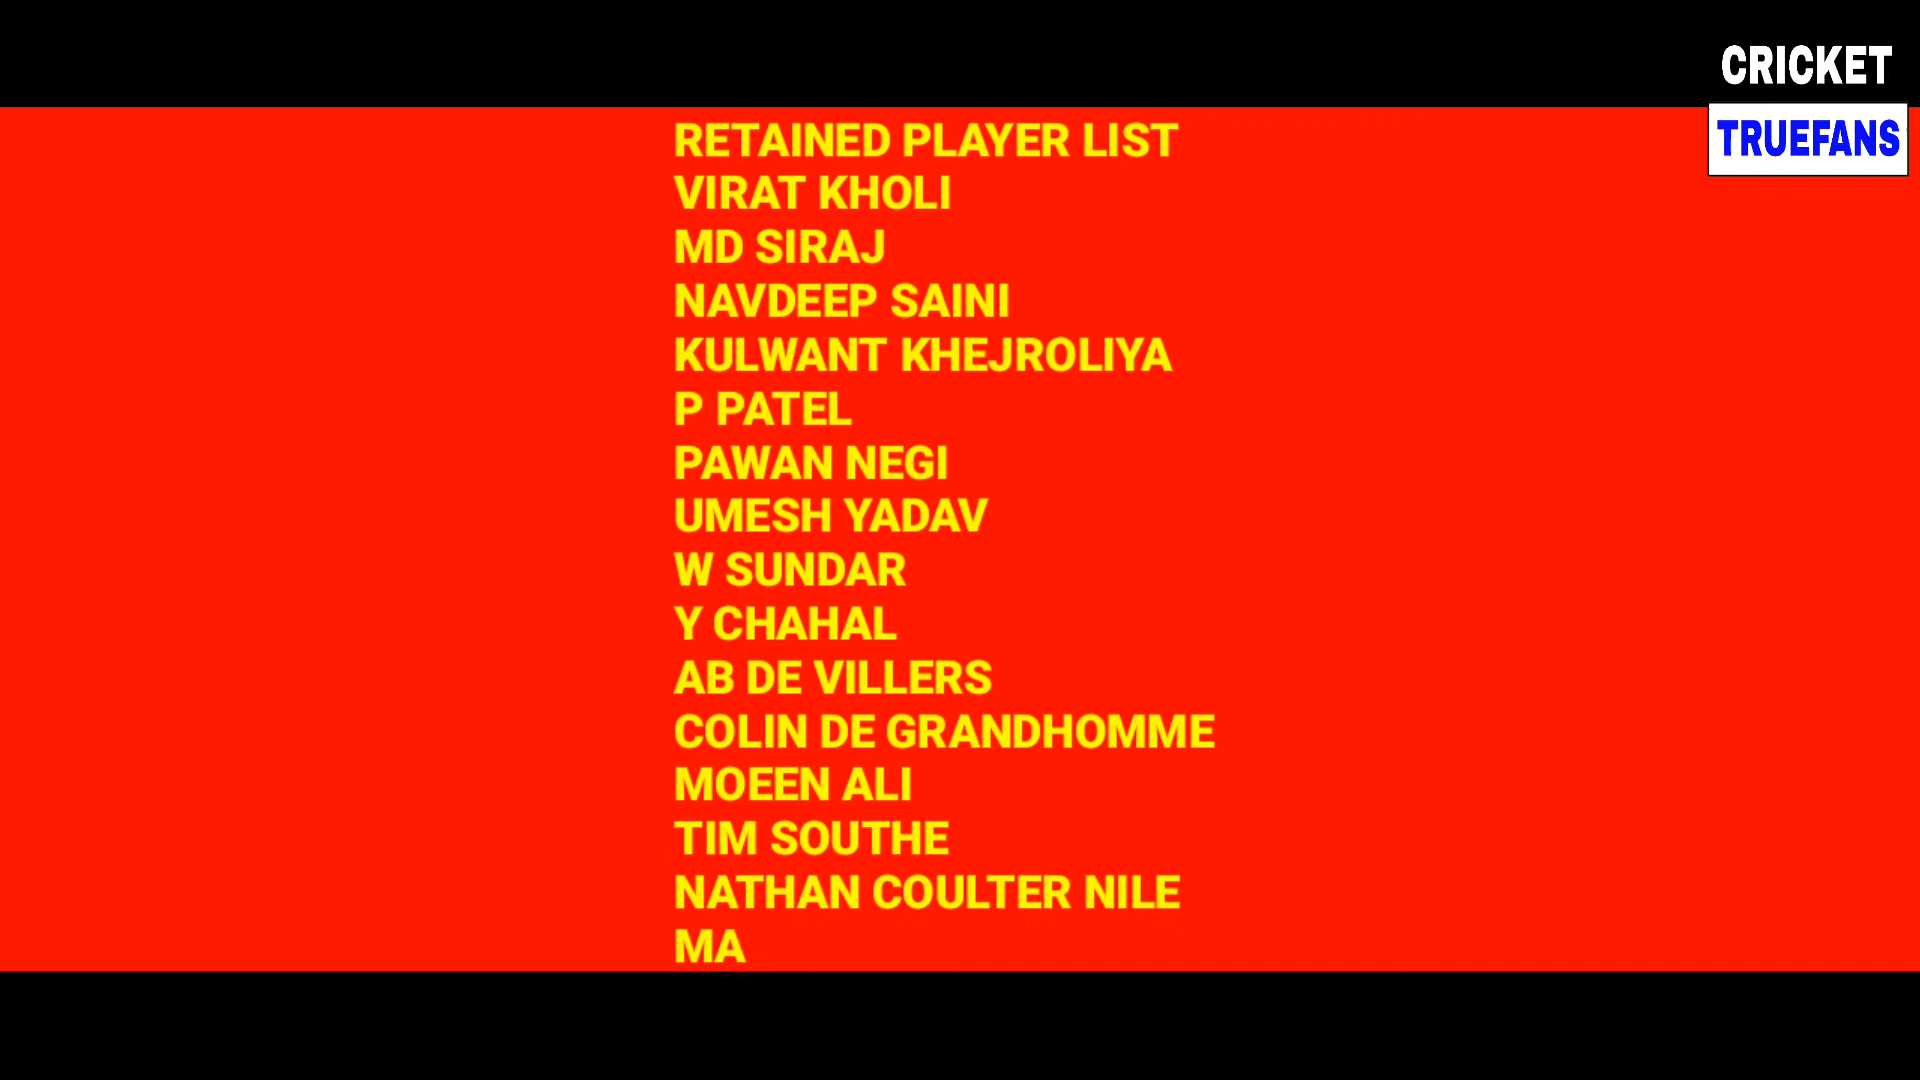 CRICKET
TRUEFANS
RETAINED PLAYER LIST
VIRAT KHOLI
MD SIRAJ
NAVDEEP SAINI
KULWANT KHEJROLIYA
P PATEL
PAWAN NEGI
UMESH YADAV
W SUNDAR
Y CHAHAL
AB DE VILLERS
COLIN DE GRANDHOMME
MOEEN ALI
TIM SOUTHE
NATHAN COULTER NILE
MA